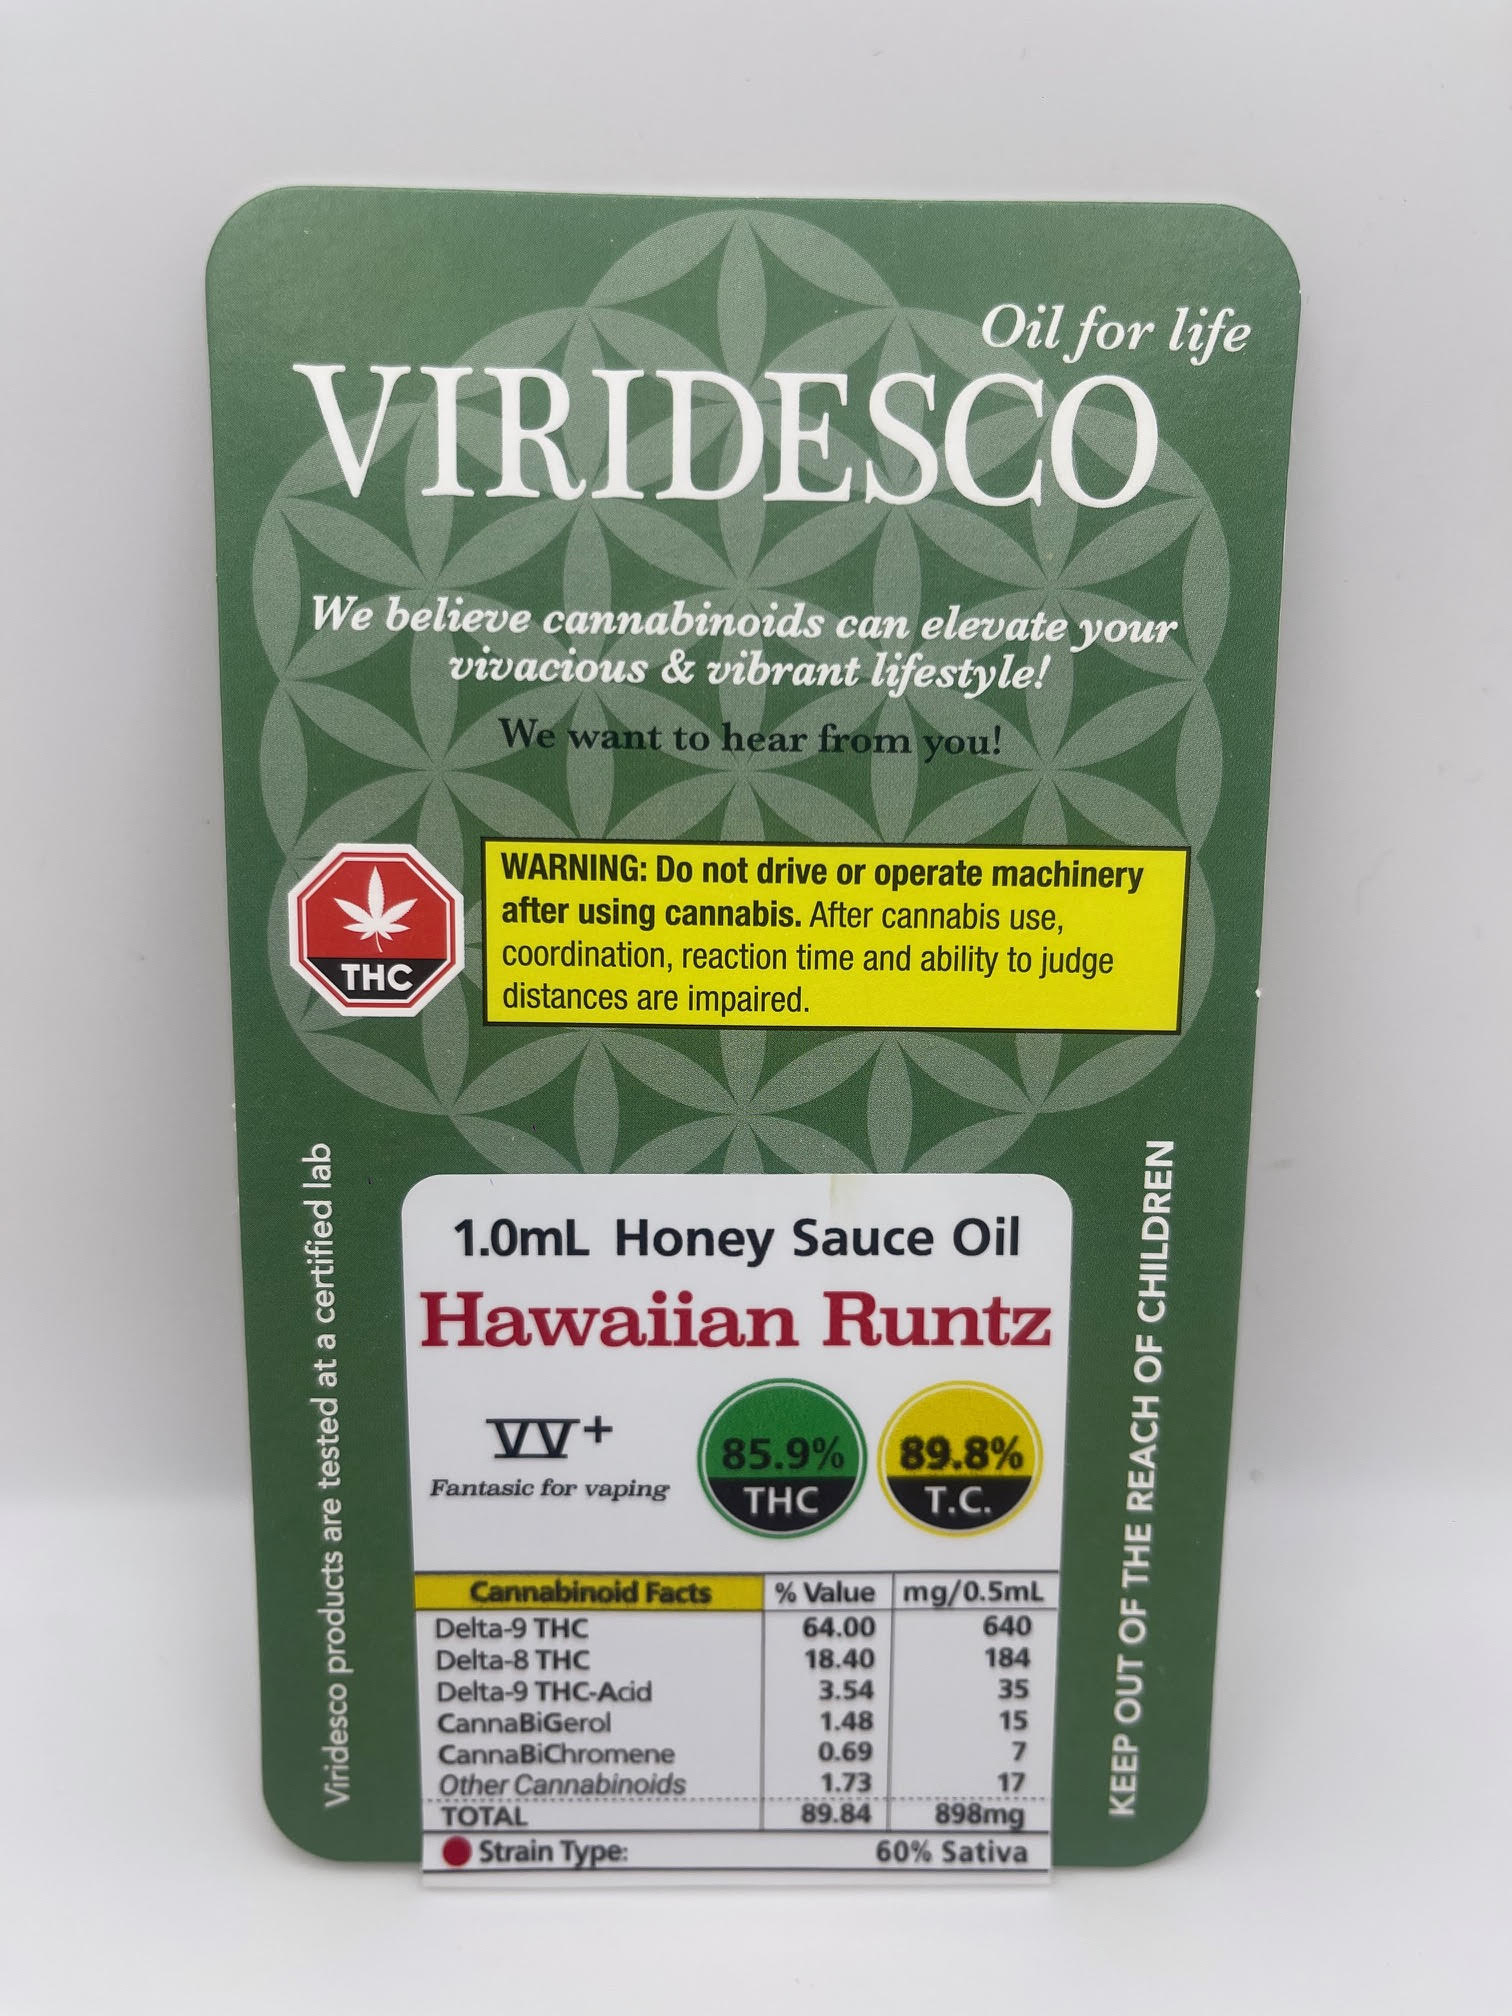 Oil for life
VIRIDESCO
We believe cannabinoids can elevate your
vivacious & vibrant lifestyle!
We want to hear from you!
THC
WARNING: Do not drive or operate machinery
after using cannabis. After cannabis use,
coordination, reaction time and ability to judge
distances are impaired.
Viridesco products are tested at a certified lab
KEEP OUT OF THE REACH OF CHILDREN
1.0mL Honey Sauce Oil
Hawaiian Runtz
VV+
Fantasic for vaping
85.9%
THC
89.8%
T.C.
Cannabinoid Facts % Value mg/0.5mL
Delta-9 THC 64.00 640
Delta-8 THC 18.40 184
Delta-9 THC-Acid 3.54 35
CannaBiGerol 1.48 15
CannaBiChromene 0.69 7
Other Cannabinoids 1.73 17
TOTAL 89.84 898mg
Strain Type: 60% Sativa